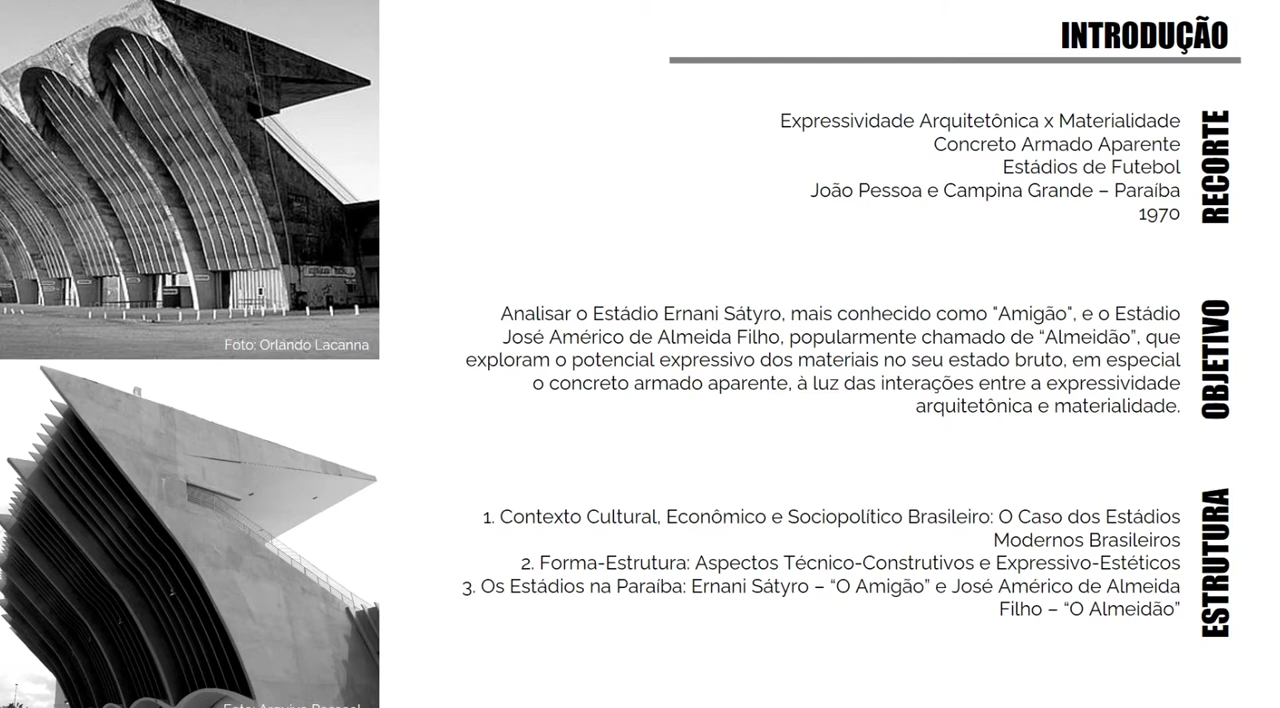 INTRODUÇÃO
RECORTE
Expressividade Arquitetônica x Materialidade
Concreto Armado Aparente
Estádios de Futebol
João Pessoa e Campina Grande – Paraíba
1970
OBJETIVO
Analisar o Estádio Ernani Sátyro, mais conhecido como "Amigão", e o Estádio
José Américo de Almeida Filho, popularmente chamado de “Almeidão”, que
exploram o potencial expressivo dos materiais no seu estado bruto, em especial
o concreto armado aparente, à luz das interações entre a expressividade
arquitetônica e materialidade.
ESTRUTURA
1. Contexto Cultural, Econômico e Sociopolítico Brasileiro: O Caso dos Estádios
Modernos Brasileiros
2. Forma-Estrutura: Aspectos Técnico-Construtivos e Expressivo-Estéticos
3. Os Estádios na Paraíba: Ernani Sátyro – “O Amigão” e José Américo de Almeida
Filho – “O Almeidão”
Foto: Orlando Lacanna
Foto: Arquivo Pessoal